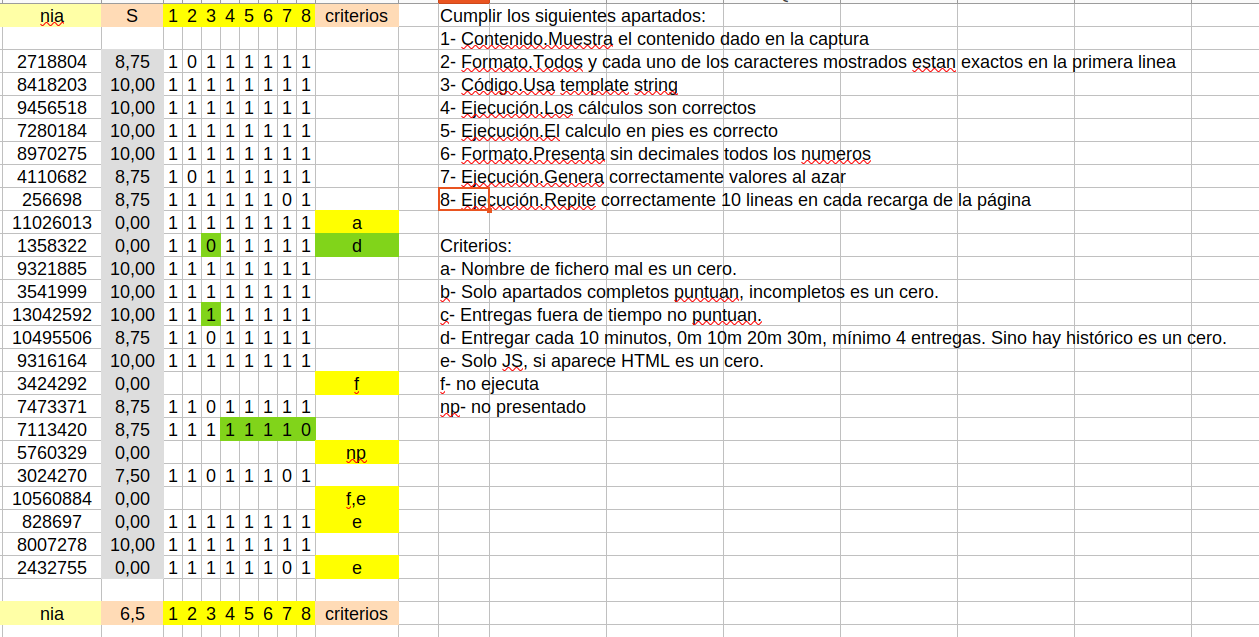 nia S 1 2 3 4 5 6 7 8 criterios Cumplir los siguientes apartados:
1- Contenido.Muestra el contenido dado en la captura
2718804 8,75 1 0 1 1 1 1 1 1 2- Formato.Todos y cada uno de los caracteres mostrados estan exactos en la primera linea
8418203 10,00 1 1 1 1 1 1 1 1 3- Código.Usa template string
9456518 10,00 1 1 1 1 1 1 1 1 4- Ejecución.Los cálculos son correctos
7280184 10,00 1 1 1 1 1 1 1 1 5- Ejecución.El calculo en pies es correcto
8970275 10,00 1 1 1 1 1 1 1 1 6- Formato.Presenta sin decimales todos los numeros
4110682 8,75 1 0 1 1 1 1 1 1 7- Ejecución.Genera correctamente valores al azar
256698 8,75 1 1 1 1 1 1 0 1 8- Ejecución.Repite correctamente 10 lineas en cada recarga de la página
11026013 0,00 1 1 1 1 1 1 1 1 a
1358322 0,00 1 1 0 1 1 1 1 1 d Criterios:
9321885 10,00 1 1 1 1 1 1 1 1 a- Nombre de fichero mal es un cero.
3541999 10,00 1 1 1 1 1 1 1 1 b- Solo apartados completos puntuan, incompletos es un cero.
13042592 10,00 1 1 1 1 1 1 1 1 c- Entregas fuera de tiempo no puntuan.
10495506 8,75 1 1 0 1 1 1 1 1 d- Entregar cada 10 minutos, 0m 10m 20m 30m, mínimo 4 entregas. Sino hay histórico es un cero.
9316164 10,00 1 1 1 1 1 1 1 1 e- Solo JS, si aparece HTML es un cero.
3424292 0,00 f f- no ejecuta
7473371 8,75 1 1 0 1 1 1 1 1 np- no presentado
7113420 8,75 1 1 1 1 1 1 1 0
5760329 0,00 np
3024270 7,50 1 1 0 1 1 1 0 1
10560884 0,00 f,e
828697 0,00 1 1 1 1 1 1 1 1 e
8007278 10,00 1 1 1 1 1 1 1 1
2432755 0,00 1 1 1 1 1 1 0 1 e
nia 6,5 1 2 3 4 5 6 7 8 criterios